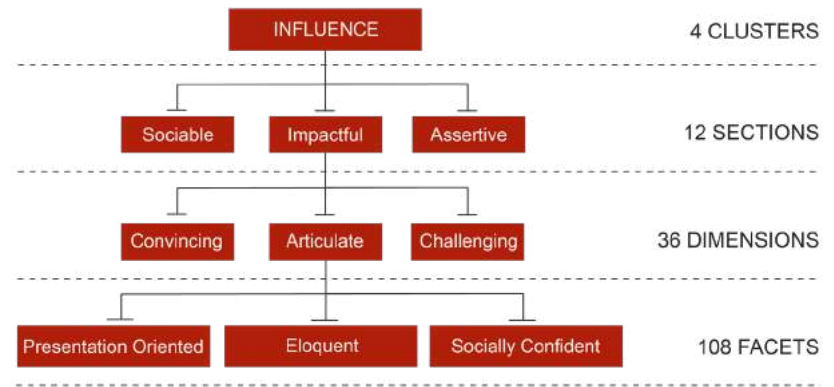 INFLUENCE
4 CLUSTERS
Sociable
Impactful
Assertive
12 SECTIONS
Convincing
Articulate
Challenging
36 DIMENSIONS
Presentation Oriented
Eloquent
Socially Confident
108 FACETS